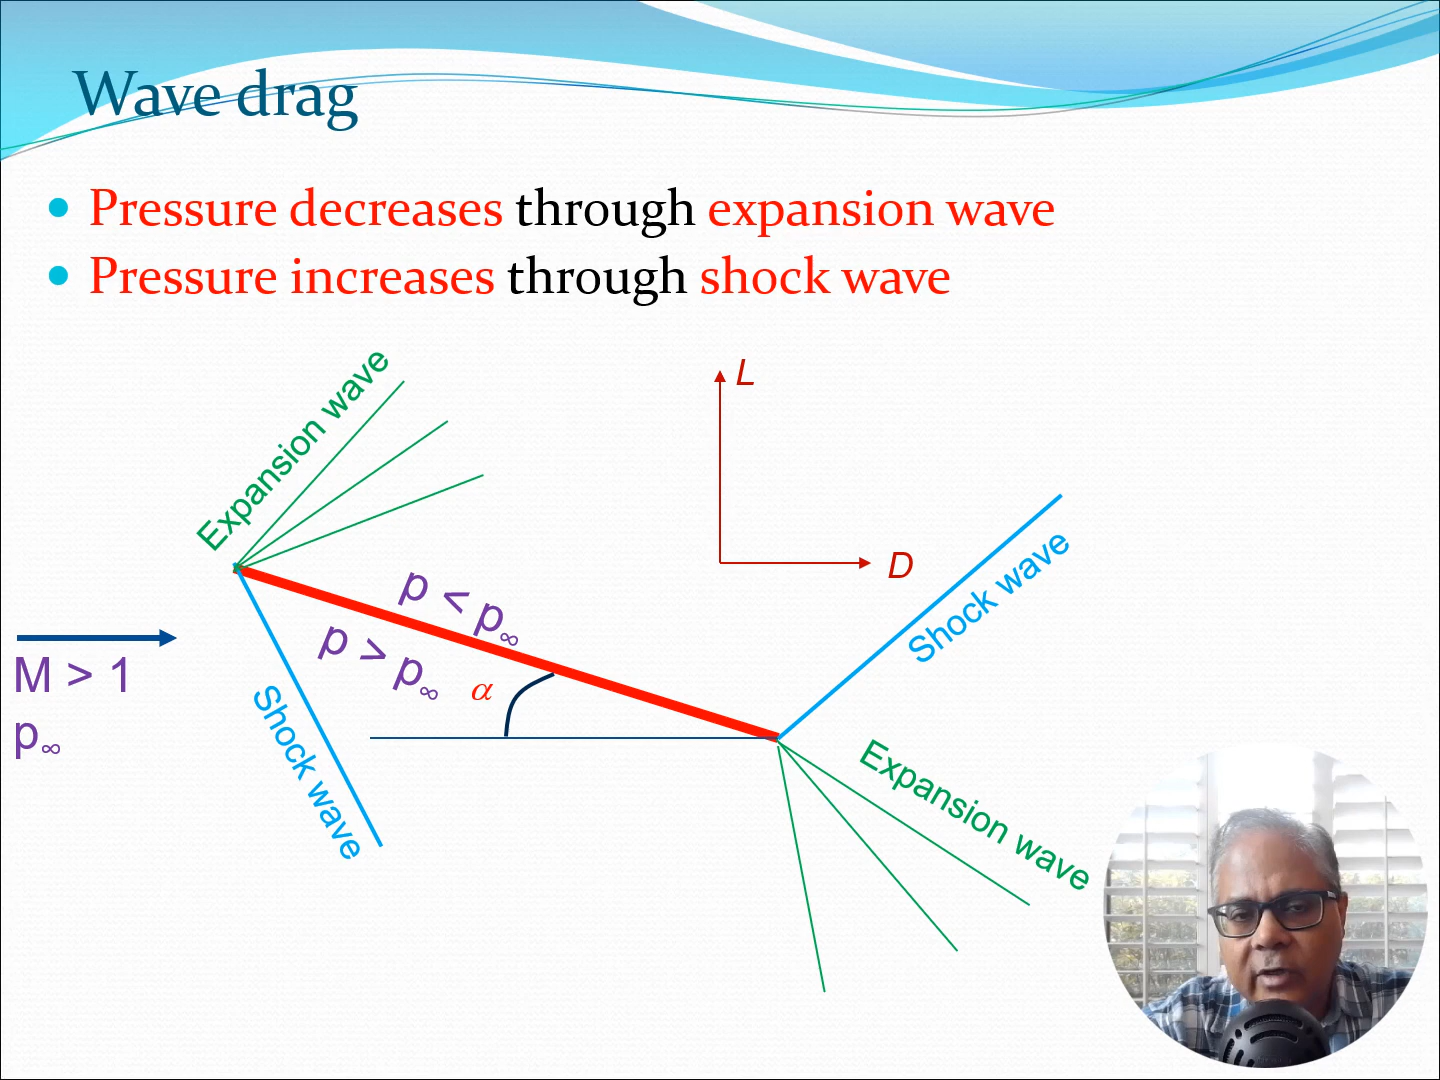 Wave drag
Pressure decreases through expansion wave
Pressure increases through shock wave
Expansion wave
L
D
p < p∞
p > p∞
α
M > 1
p∞
Shock wave
Shock wave
Expansion wave